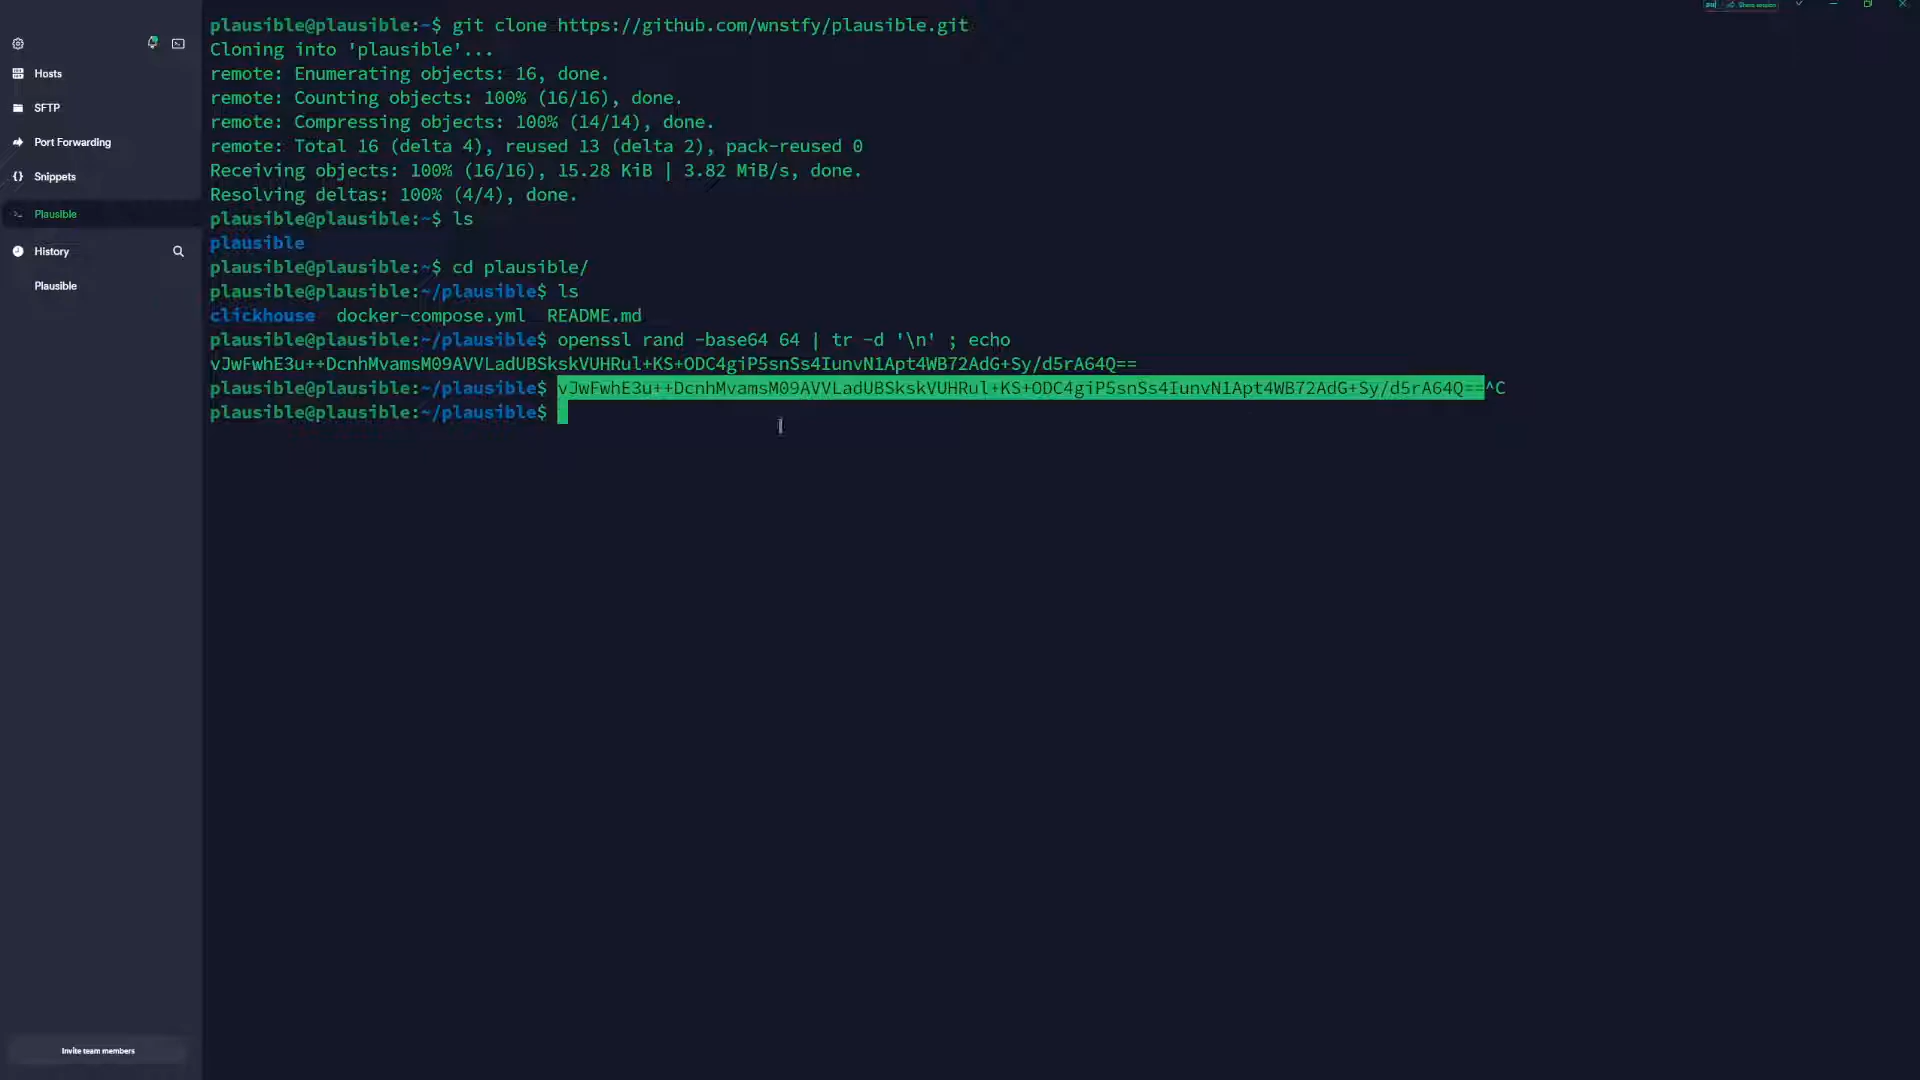 Share session
Hosts
SFTP
Port Forwarding
Snippets
Plausible
History
Plausible
Invite team members
plausible@plausible:~$ git clone https://github.com/wnstfy/plausible.git
Cloning into 'plausible'...
remote: Enumerating objects: 16, done.
remote: Counting objects: 100% (16/16), done.
remote: Compressing objects: 100% (14/14), done.
remote: Total 16 (delta 4), reused 13 (delta 2), pack-reused 0
Receiving objects: 100% (16/16), 15.28 KiB | 3.82 MiB/s, done.
Resolving deltas: 100% (4/4), done.
plausible@plausible:~$ ls
plausible
plausible@plausible:~$ cd plausible/
plausible@plausible:~/plausible$ ls
clickhouse  docker-compose.yml  README.md
plausible@plausible:~/plausible$ openssl rand -base64 64 | tr -d '\n' ; echo
vJwFwhE3u++DcnhMvamsM09AVVLadUBSkskVUHRul+KS+ODC4giP5snSs4IunvN1Apt4WB72AdG+Sy/d5rA64Q==
plausible@plausible:~/plausible$ vJwFwhE3u++DcnhMvamsM09AVVLadUBSkskVUHRul+KS+ODC4giP5snSs4IunvN1Apt4WB72AdG+Sy/d5rA64Q==^C
plausible@plausible:~/plausible$